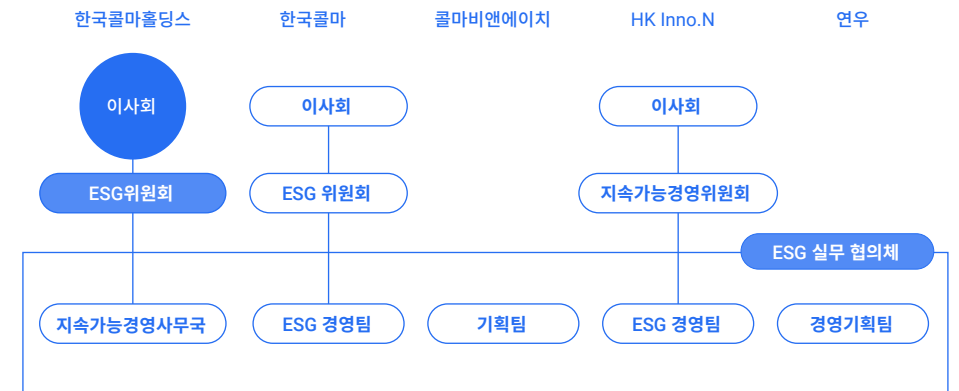 한국콜마홀딩스 한국콜마 콜마비앤에이치 HK Inno.N 연우
이사회 이사회 이사회
ESG위원회 ESG 위원회 지속가능경영위원회
ESG 실무 협의체
지속가능경영사무국 ESG 경영팀 기획팀 ESG 경영팀 경영기획팀